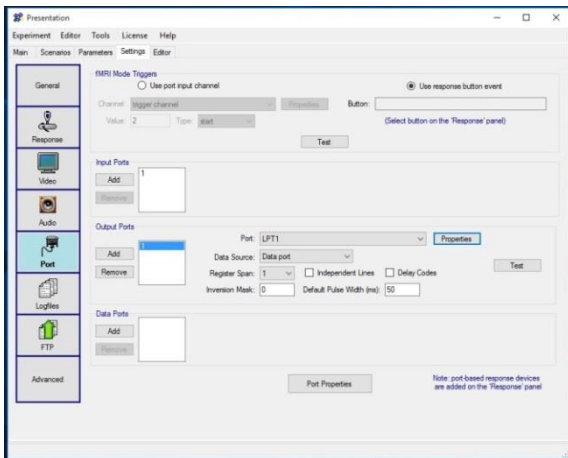 Presentation
Experiment Editor Tools License Help
Main Scenarios Parameters Settings Editor
General
Response
Video
Audio
Port
Logfiles
FTP
Advanced
fMRI Mode Triggers
Use port input channel
Use response button event
Channel: trigger channel Properties Button:
Value: 2 Type: start (Select button on the 'Response' panel)
Test
Input Ports
Add
Remove
1
Output Ports
Add
Remove
1
Port: LPT1 Properties
Data Source: Data port
Test
Register Span: 1 Independent Lines Delay Codes
Inversion Mask: 0 Default Pulse Width (ms): 50
Data Ports
Add
Remove
Port Properties
Note: port-based response devices
are added on the 'Response' panel